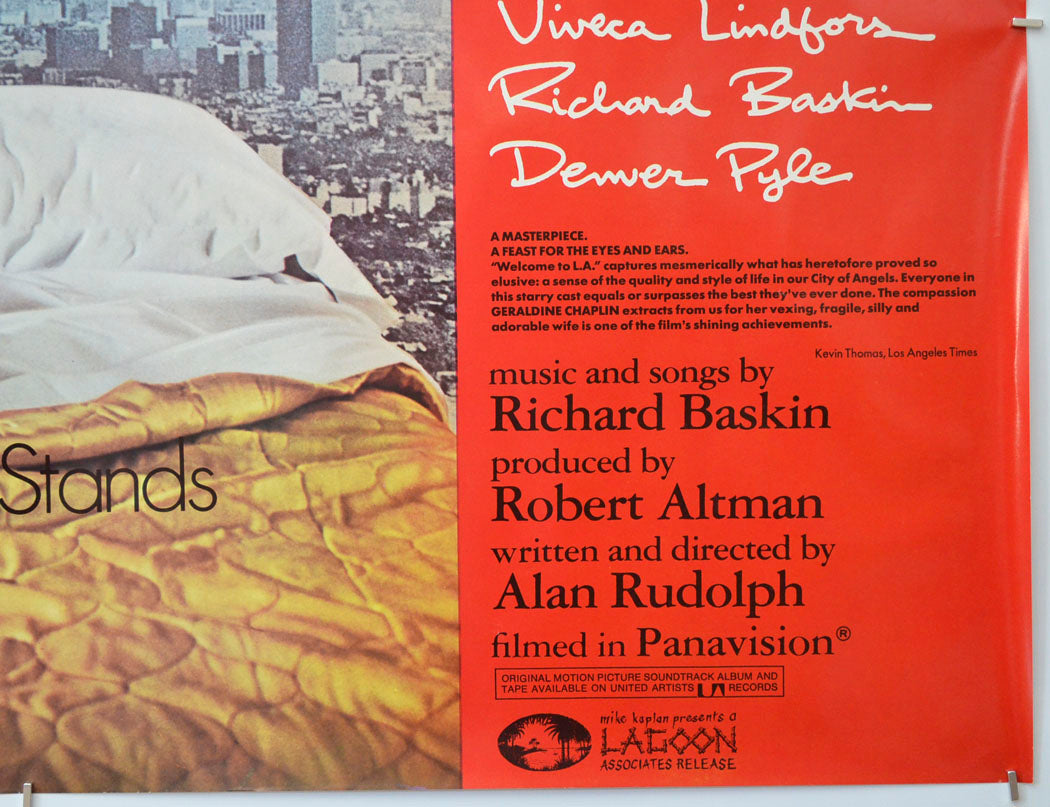 Viveca Lindfors
Richard Baskin
Denver Pyle
A MASTERPIECE.
A FEAST FOR THE EYES AND EARS.
"Welcome to L.A." captures mesmerically what has heretofore proved so
elusive: a sense of the quality and style of life in our City of Angels. Everyone in
this starry cast equals or surpasses the best they've ever done. The compassion
GERALDINE CHAPLIN extracts from us for her vexing, fragile, silly and
adorable wife is one of the film's shining achievements.
Kevin Thomas, Los Angeles Times
music and songs by
Richard Baskin
produced by
Robert Altman
written and directed by
Alan Rudolph
filmed in Panavision®
ORIGINAL MOTION PICTURE SOUNDTRACK ALBUM AND
TAPE AVAILABLE ON UNITED ARTISTS UA RECORDS
mike kaplan presents a
LAGOON
ASSOCIATES RELEASE
Stands